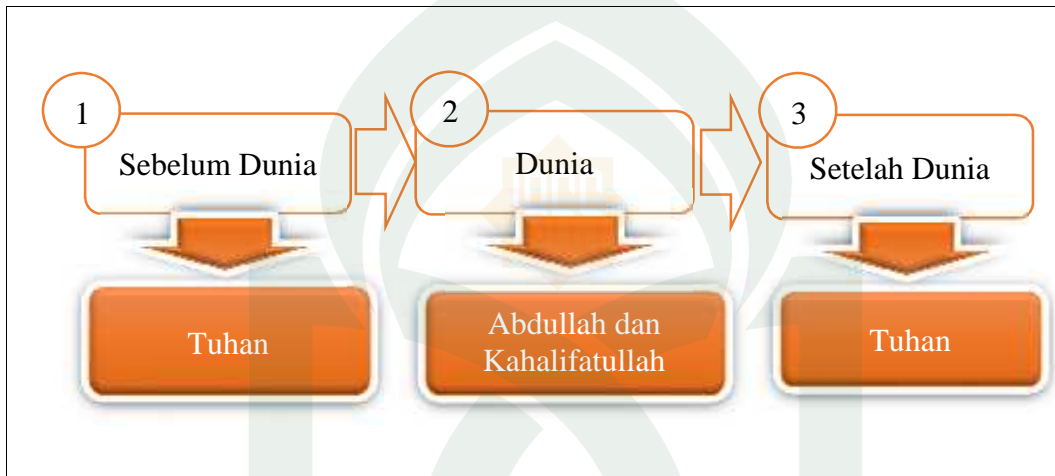 1
Sebelum Dunia
2
Dunia
3
Setelah Dunia
Tuhan
Abdullah dan
Kahalifatullah
Tuhan